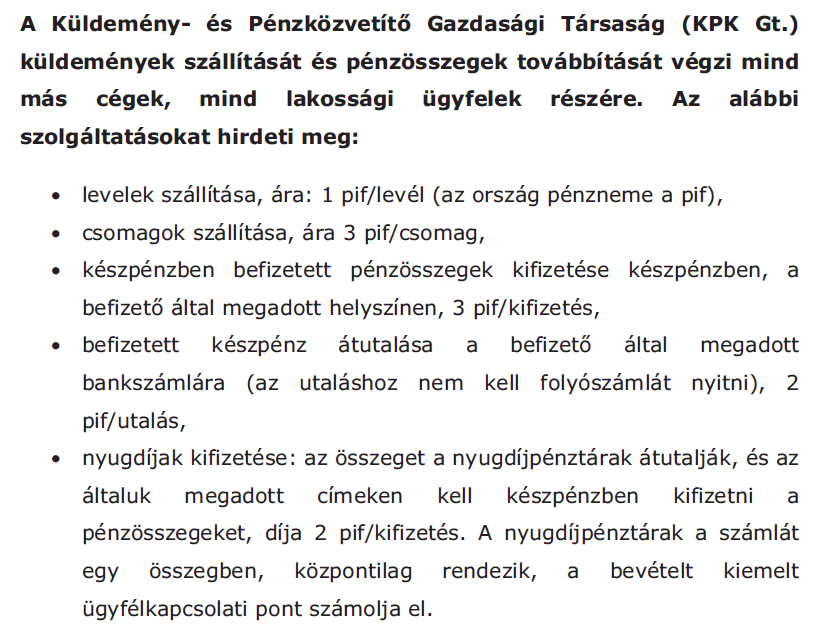 A Küldemény- és Pénzközvetítő Gazdasági Társaság (KPK Gt.)
küldemények szállítását és pénzösszegek továbbítását végzi mind
más cégek, mind lakossági ügyfelek részére. Az alábbi
szolgáltatásokat hirdeti meg:
• levelek szállítása, ára: 1 pif/levél (az ország pénzneme a pif),
• csomagok szállítása, ára 3 pif/csomag,
• készpénzben befizetett pénzösszegek kifizetése készpénzben, a
befizető által megadott helyszínen, 3 pif/kifizetés,
• befizetett készpénz átutalása a befizető által megadott
bankszámlára (az utaláshoz nem kell folyószámlát nyitni), 2
pif/utalás,
• nyugdíjak kifizetése: az összeget a nyugdíjpénztárak átutalják, és az
általuk megadott címeken kell készpénzben kifizetni a
pénzösszegeket, díja 2 pif/kifizetés. A nyugdíjpénztárak a számlát
egy összegben, központilag rendezik, a bevételt kiemelt
ügyfélkapcsolati pont számolja el.